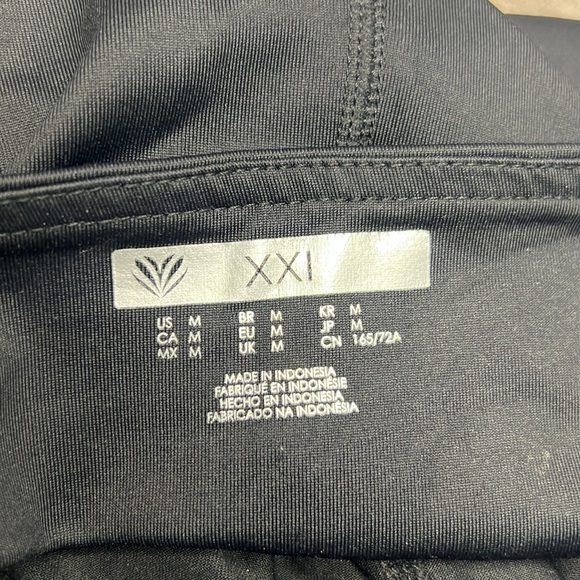 XXI
US M BR M KR M
CA M EU M JP M
MX M UK M CN 165/72A
MADE IN INDONESIA
FABRIQUÉ EN INDONÉSIE
HECHO EN INDONESIA
FABRICADO NA INDONÉSIA